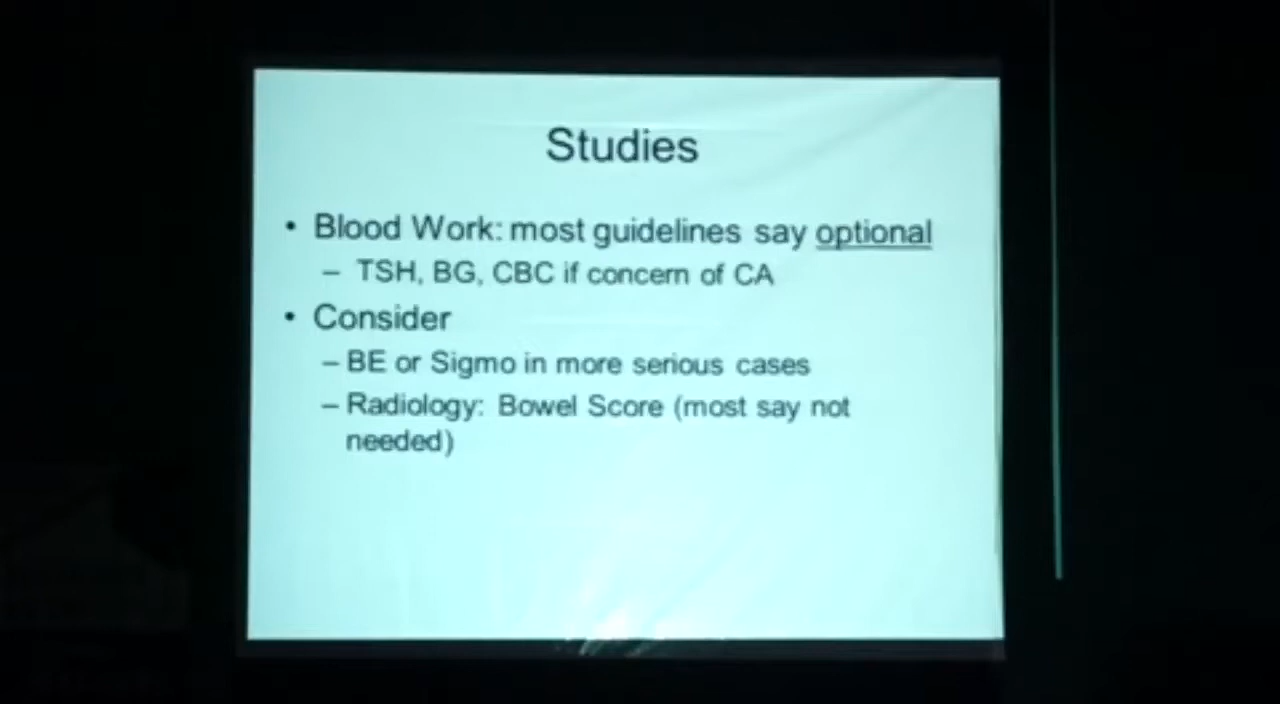 Studies
• Blood Work: most guidelines say optional
– TSH, BG, CBC if concern of CA
• Consider
– BE or Sigmo in more serious cases
– Radiology: Bowel Score (most say not
needed)